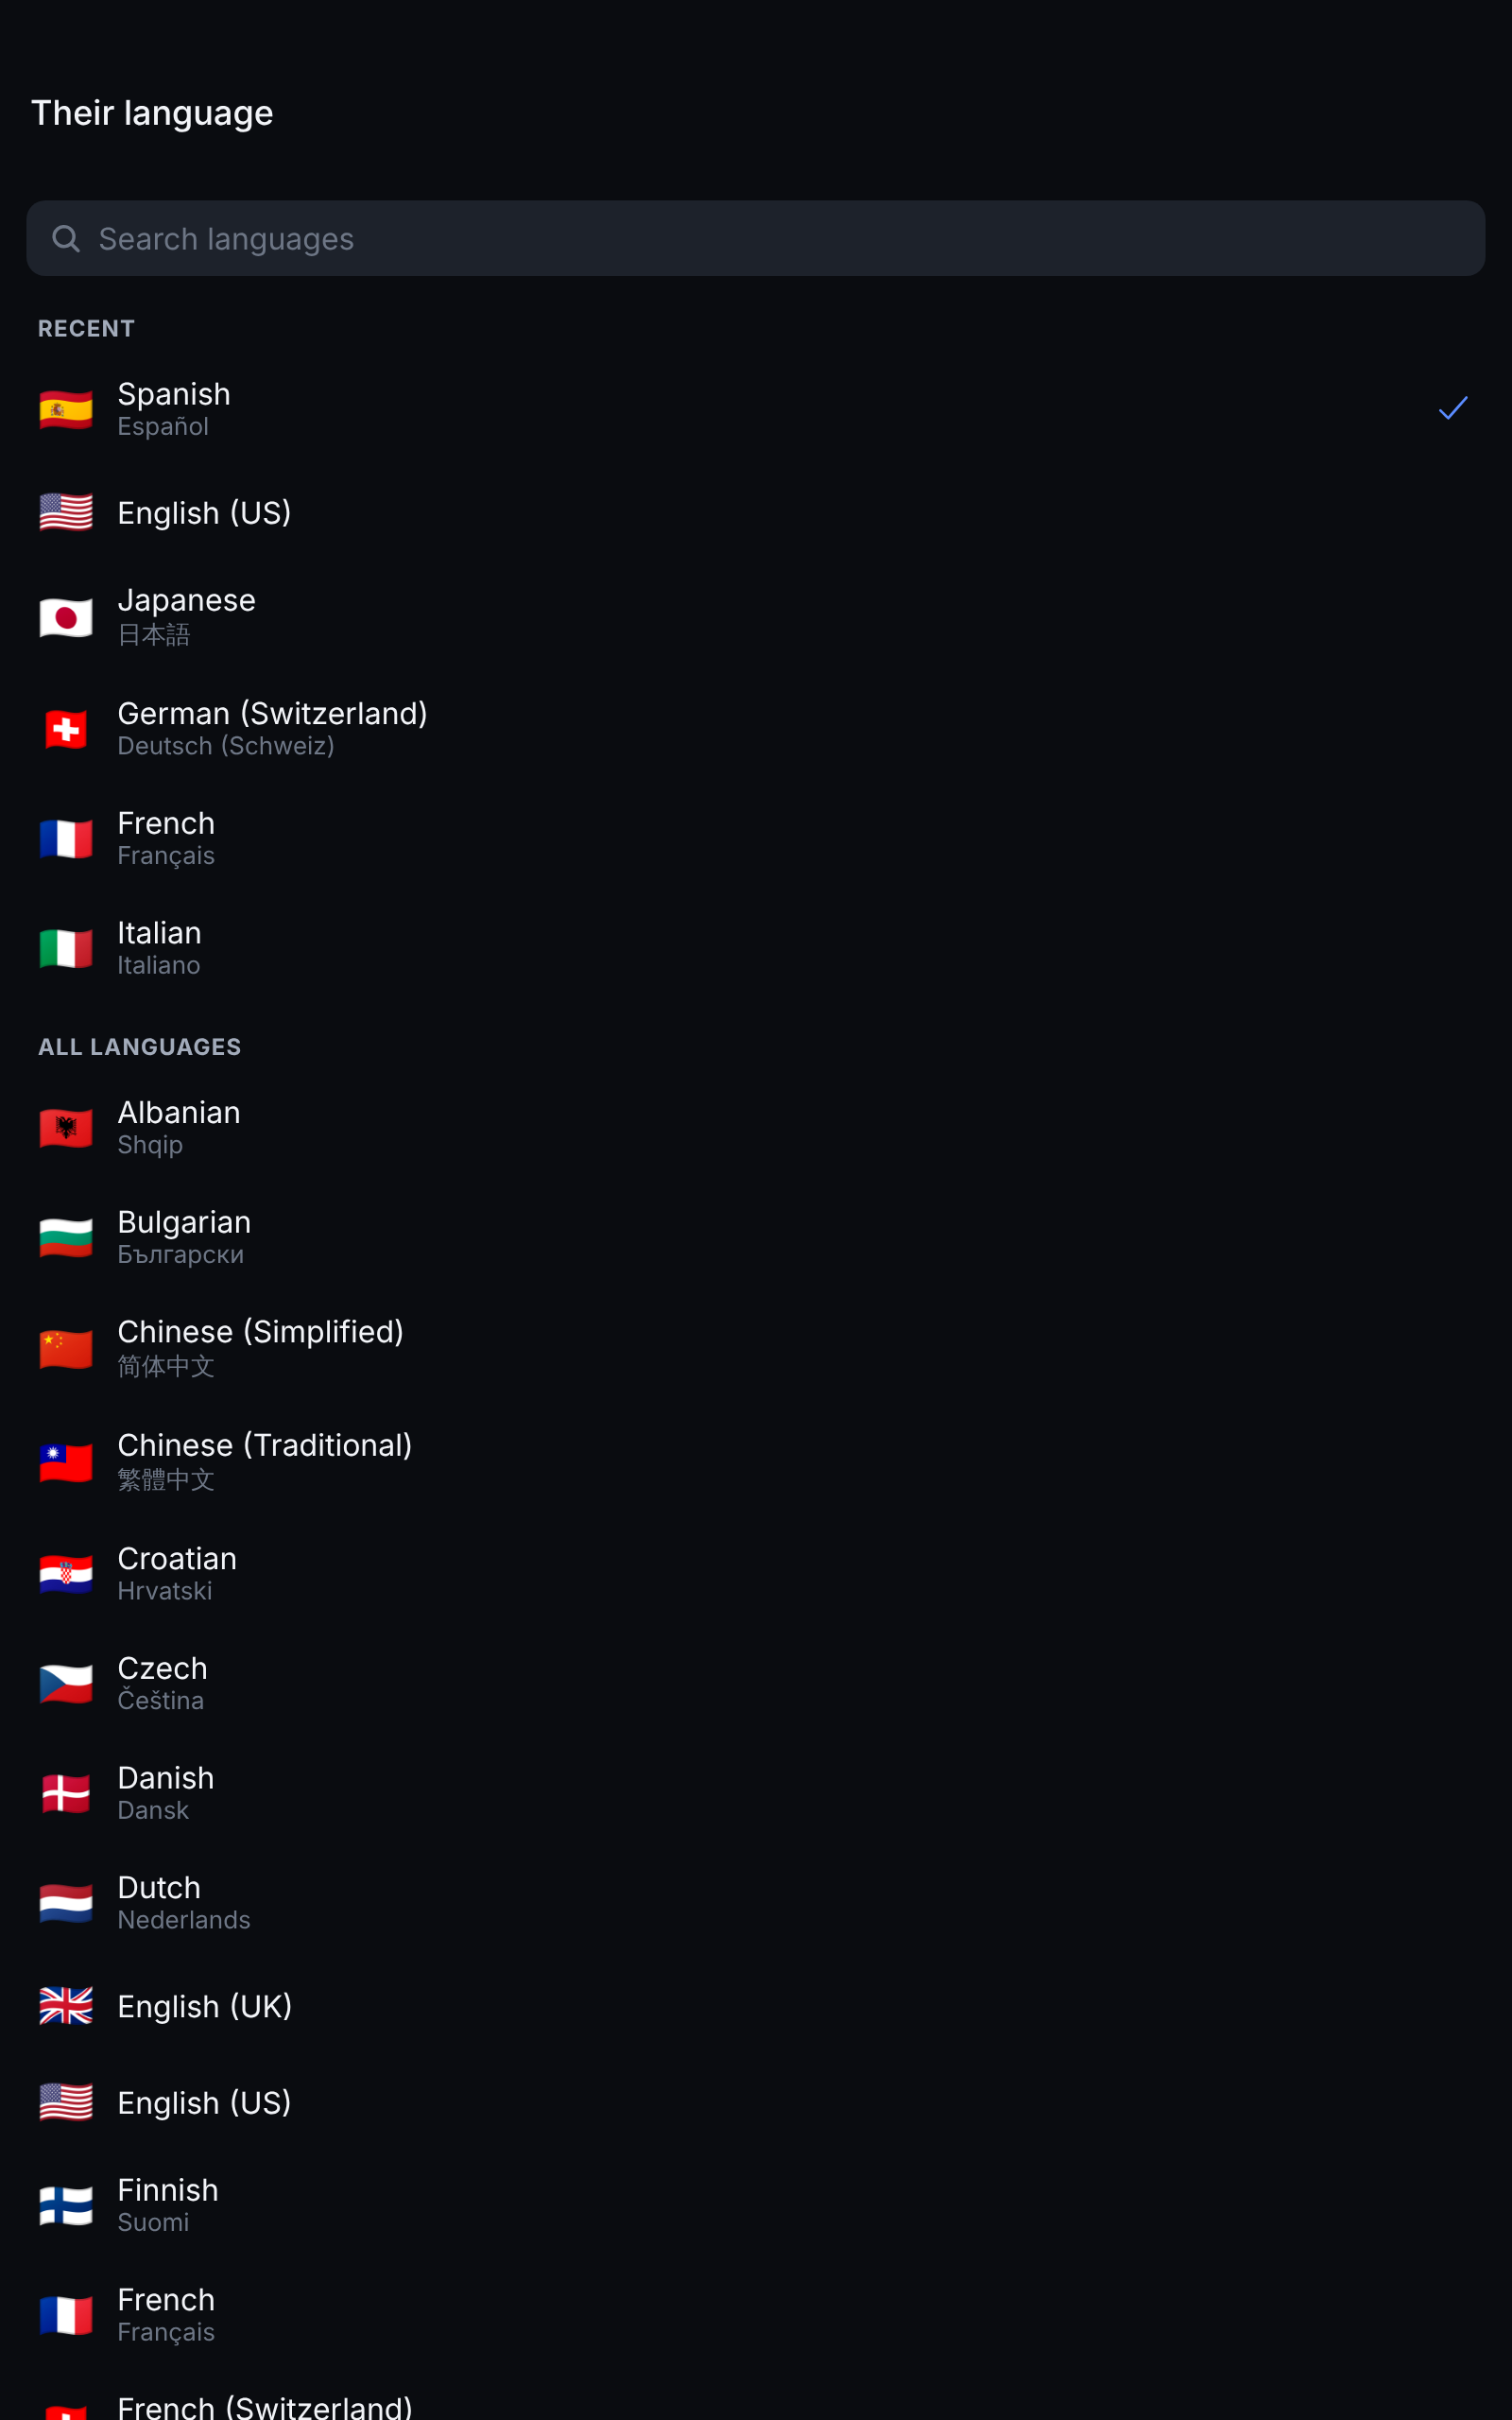 Their language
Search languages
RECENT
Spanish
Español
English (US)
Japanese
日本語
German (Switzerland)
Deutsch (Schweiz)
French
Français
Italian
Italiano
ALL LANGUAGES
Albanian
Shqip
Bulgarian
Български
Chinese (Simplified)
简体中文
Chinese (Traditional)
繁體中文
Croatian
Hrvatski
Czech
Čeština
Danish
Dansk
Dutch
Nederlands
English (UK)
English (US)
Finnish
Suomi
French
Français
French (Switzerland)